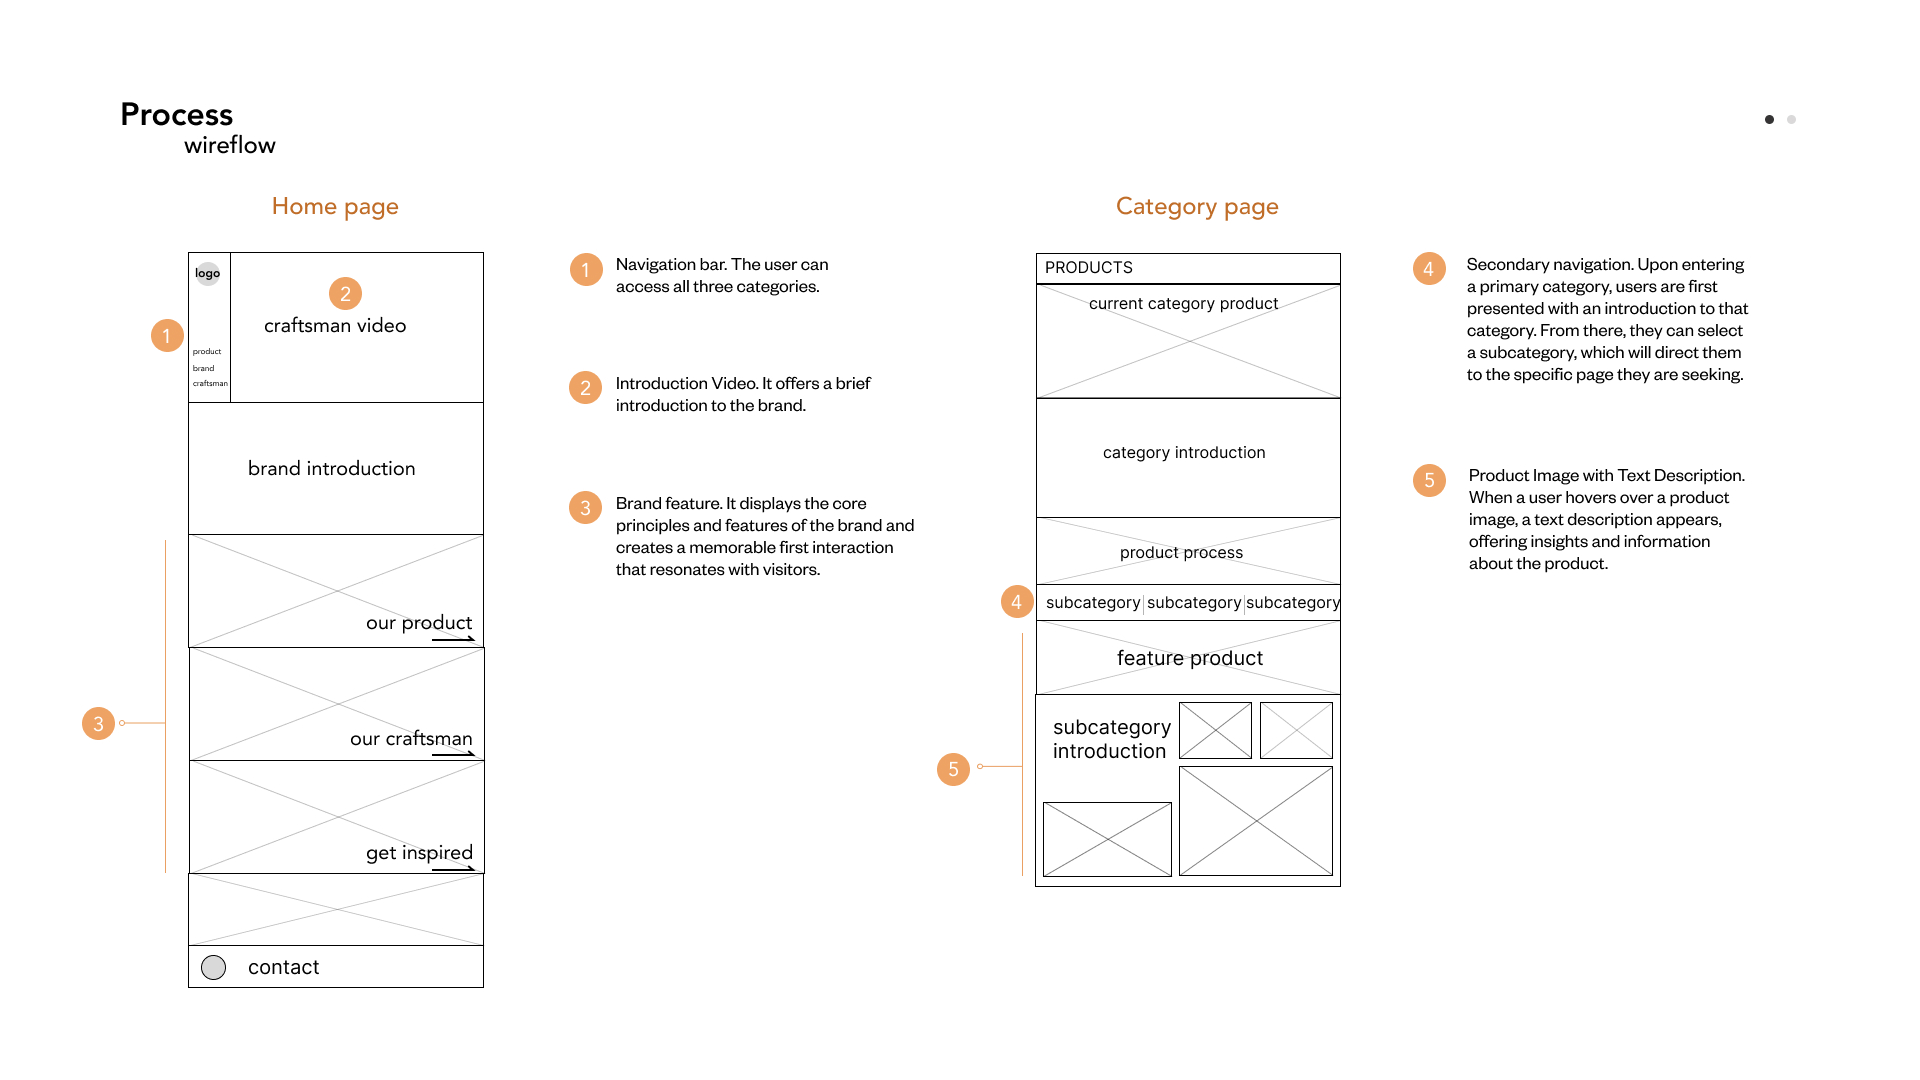 Process
wireflow
Home page
logo
2
craftsman video
1
product
brand
craftsman
brand introduction
our product
our craftsman
3
get inspired
contact
1
Navigation bar. The user can
access all three categories.
2
Introduction Video. It offers a brief
introduction to the brand.
3
Brand feature. It displays the core
principles and features of the brand and
creates a memorable first interaction
that resonates with visitors.
Category page
PRODUCTS
current category product
category introduction
product process
4
subcategory subcategory subcategory
feature product
subcategory
introduction
5
4
Secondary navigation. Upon entering
a primary category, users are first
presented with an introduction to that
category. From there, they can select
a subcategory, which will direct them
to the specific page they are seeking.
5
Product Image with Text Description.
When a user hovers over a product
image, a text description appears,
offering insights and information
about the product.